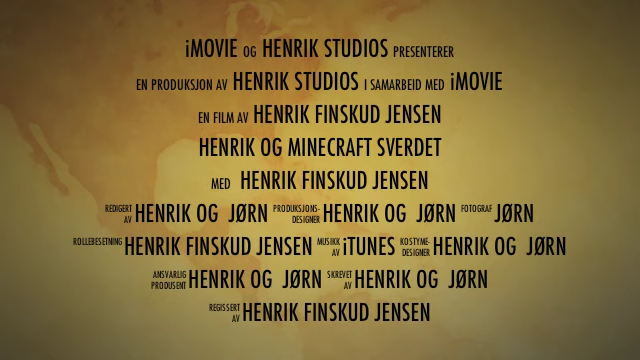 iMOVIE OG HENRIK STUDIOS PRESENTERER
EN PRODUKSJON AV HENRIK STUDIOS I SAMARBEID MED iMOVIE
EN FILM AV HENRIK FINSKUD JENSEN
HENRIK OG MINECRAFT SVERDET
MED HENRIK FINSKUD JENSEN
REDIGERT AV HENRIK OG JØRN PRODUKSJONS-DESIGNER HENRIK OG JØRN FOTOGRAF JØRN
ROLLEBESETNING HENRIK FINSKUD JENSEN MUSIKK AV iTUNES KOSTYME-DESIGNER HENRIK OG JØRN
ANSVARLIG PRODUSENT HENRIK OG JØRN SKREVET AV HENRIK OG JØRN
REGISSERT AV HENRIK FINSKUD JENSEN